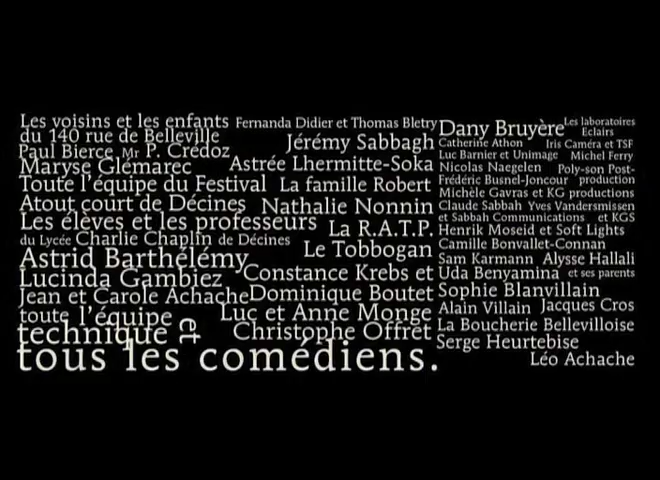 Les voisins et les enfants
du 140 rue de Belleville
Paul Bierce, Mr P. Crédoz
Maryse Glémarec
Toute l'équipe du Festival
Atout court de Décines
Les élèves et les professeurs
du Lycée Charlie Chaplin de Décines
Astrid Barthélémy
Lucinda Gambiez
Jean et Carole Achache
toute l'équipe
technique et
tous les comédiens.
Fernanda Didier et Thomas Bletry
Jérémy Sabbagh
Astrée Lhermitte-Soka
La famille Robert
Nathalie Nonnin
La R.A.T.P.
Le Tobbogan
Constance Krebs et
Dominique Boutet
Luc et Anne Monge
Christophe Offret
Dany Bruyère
Les laboratoires
Eclairs
Catherine Athon
Iris Caméra et TSF
Luc Barnier et Unimage
Michel Ferry
Nicolas Naegelen
Poly-son Post-
Frédéric Busnel-Joncour
production
Michèle Gavras et KG productions
Claude Sabbah
Yves Vandersmissen
et Sabbah Communications
et KGS
Henrik Moseid et Soft Lights
Camille Bonvallet-Connan
Sam Karmann
Alysse Hallali
Uda Benyamina et ses parents
Sophie Blanvillain
Alain Villain
Jacques Cros
La Boucherie Bellevilloise
Serge Heurtebise
Léo Achache